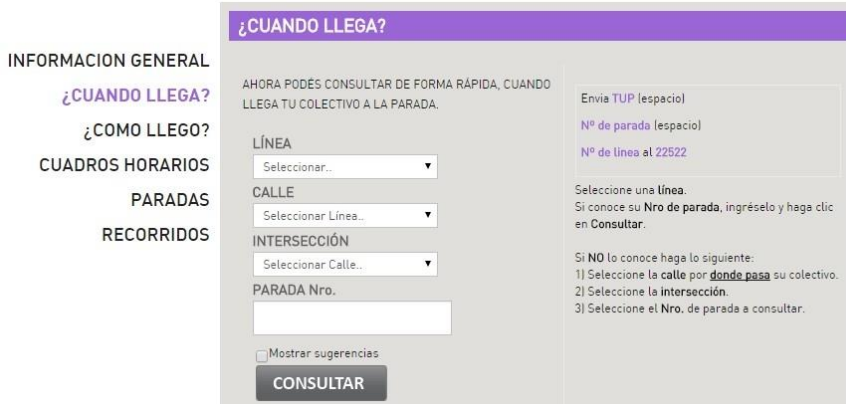 INFORMACION GENERAL
¿CUANDO LLEGA?
¿COMO LLEGO?
CUADROS HORARIOS
PARADAS
RECORRIDOS
¿CUANDO LLEGA?
AHORA PODÉS CONSULTAR DE FORMA RÁPIDA, CUANDO
LLEGA TU COLECTIVO A LA PARADA.
LÍNEA
Seleccionar..
CALLE
Seleccionar Línea..
INTERSECCIÓN
Seleccionar Calle..
PARADA Nro.
Mostrar sugerencias
CONSULTAR
Envia TUP (espacio)
Nº de parada (espacio)
Nº de linea al 22522
Seleccione una línea.
Si conoce su Nro de parada, ingréselo y haga clic
en Consultar.
Si NO lo conoce haga lo siguiente:
1) Seleccione la calle por donde pasa su colectivo.
2) Seleccione la intersección.
3) Seleccione el Nro. de parada a consultar.